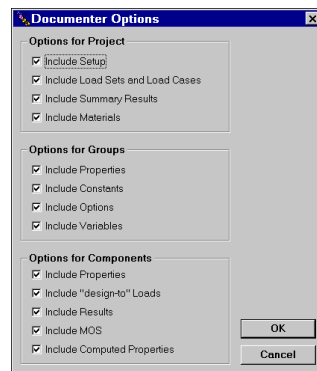 Documenter Options
Options for Project
Include Setup
Include Load Sets and Load Cases
Include Summary Results
Include Materials
Options for Groups
Include Properties
Include Constants
Include Options
Include Variables
Options for Components
Include Properties
Include "design-to" Loads
Include Results
Include MOS
Include Computed Properties
OK
Cancel